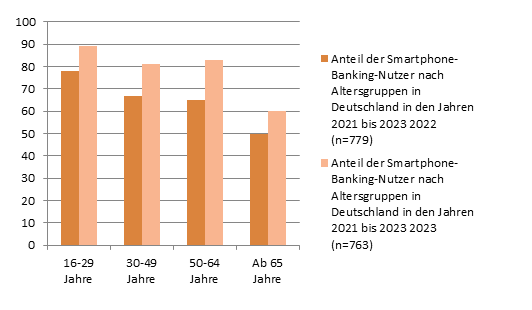 100
90
80
70
60
50
40
30
20
10
0
16-29
Jahre
30-49
Jahre
50-64
Jahre
Ab 65
Jahre
Anteil der Smartphone-
Banking-Nutzer nach
Altersgruppen in
Deutschland in den Jahren
2021 bis 2023 2022
(n=779)
Anteil der Smartphone-
Banking-Nutzer nach
Altersgruppen in
Deutschland in den Jahren
2021 bis 2023 2023
(n=763)